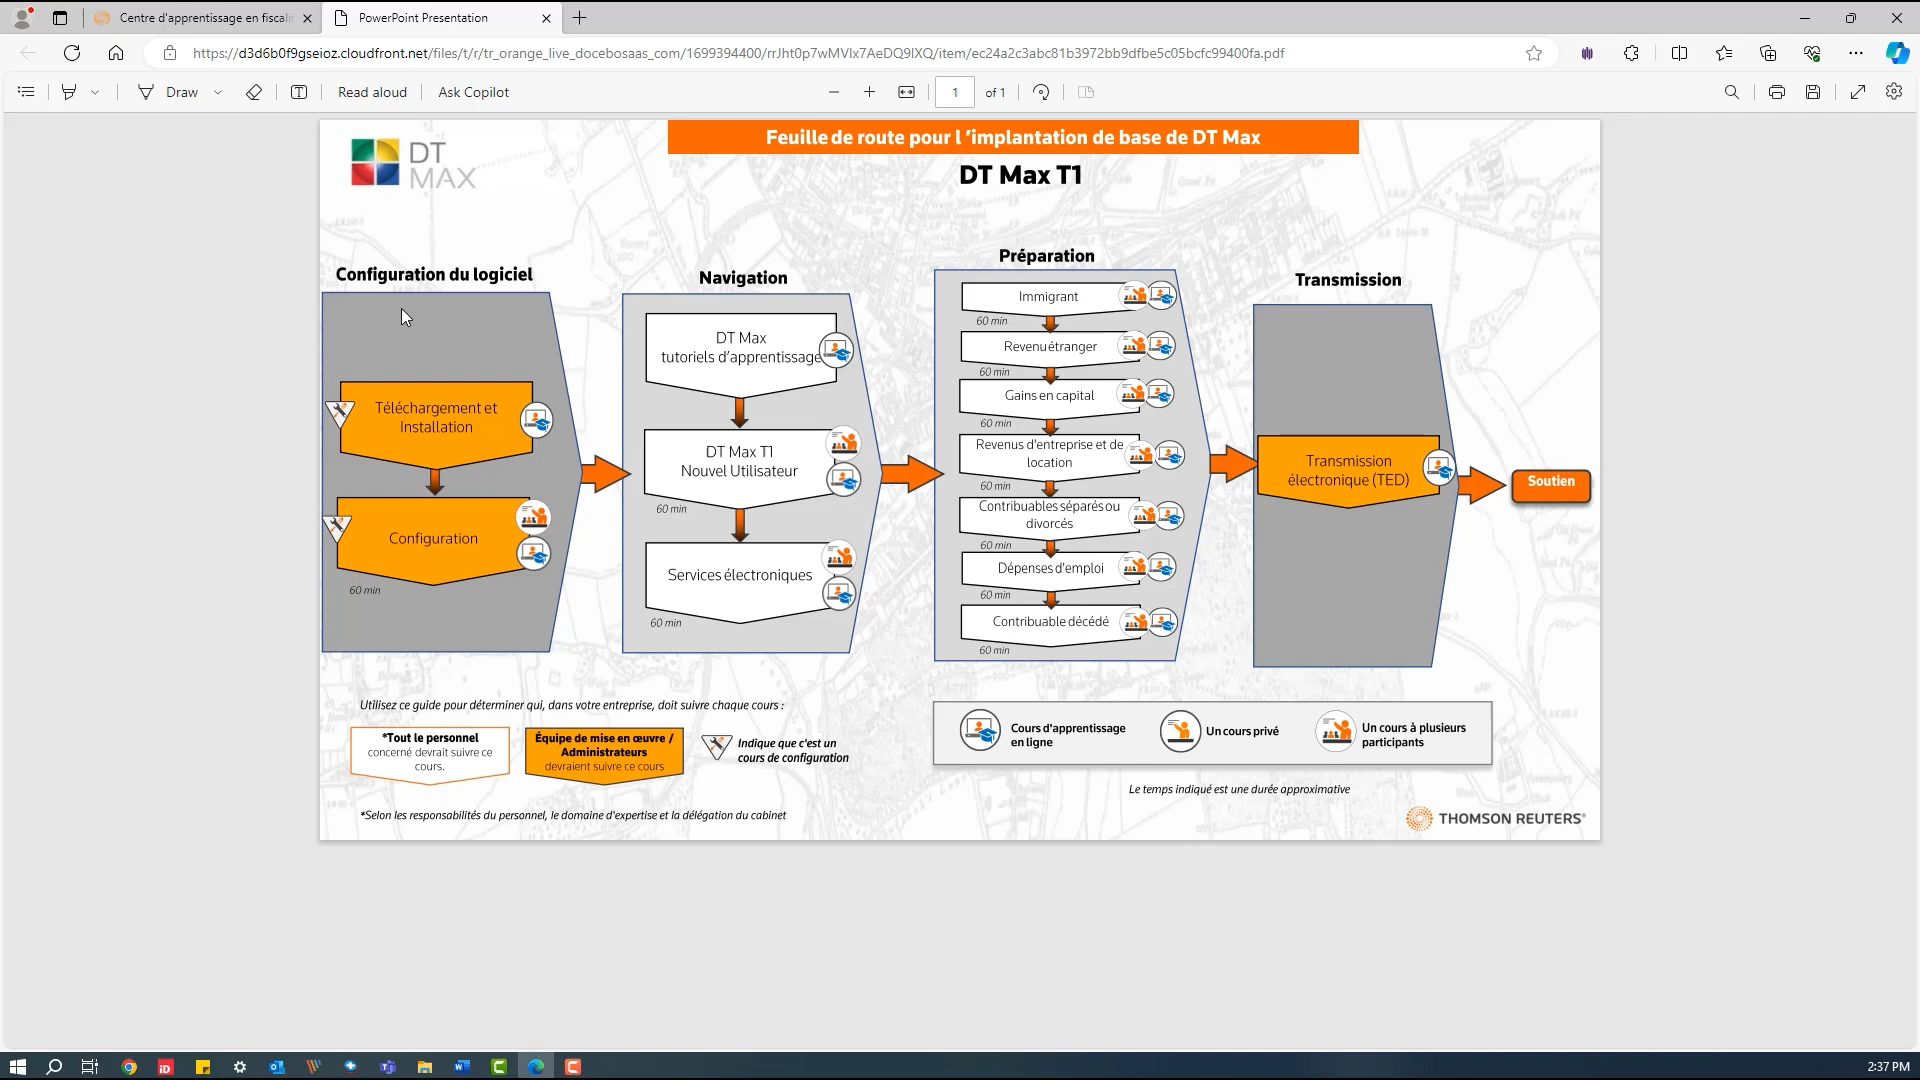 Centre d'apprentissage en fiscali
PowerPoint Presentation
https://d3d6b0f9gseioz.cloudfront.net/files/t/r/tr_orange_live_docebosaas_com/1699394400/rrJht0p7wMVlx7AeDQ9lXQ/item/ec24a2c3abc81b3972bb9dfbe5c05bcfc99400fa.pdf
Draw
Read aloud
Ask Copilot
1
of 1
Feuille de route pour l ’implantation de base de DT Max
DT
MAX
DT Max T1
Configuration du logiciel
Téléchargement et
Installation
Configuration
60 min
Navigation
DT Max
tutoriels d’apprentissage
DT Max T1
Nouvel Utilisateur
60 min
Services électroniques
60 min
Préparation
Immigrant
60 min
Revenu étranger
60 min
Gains en capital
60 min
Revenus d'entreprise et de
location
60 min
Contribuables séparés ou
divorcés
60 min
Dépenses d'emploi
60 min
Contribuable décédé
60 min
Transmission
Transmission
électronique (TED)
Soutien
Utilisez ce guide pour déterminer qui, dans votre entreprise, doit suivre chaque cours :
*Tout le personnel
concerné devrait suivre ce
cours.
Équipe de mise en œuvre /
Administrateurs
devraient suivre ce cours
Indique que c'est un
cours de configuration
Cours d'apprentissage
en ligne
Un cours privé
Un cours à plusieurs
participants
Le temps indiqué est une durée approximative
*Selon les responsabilités du personnel, le domaine d'expertise et la délégation du cabinet
THOMSON REUTERS®
iD
2:37 PM